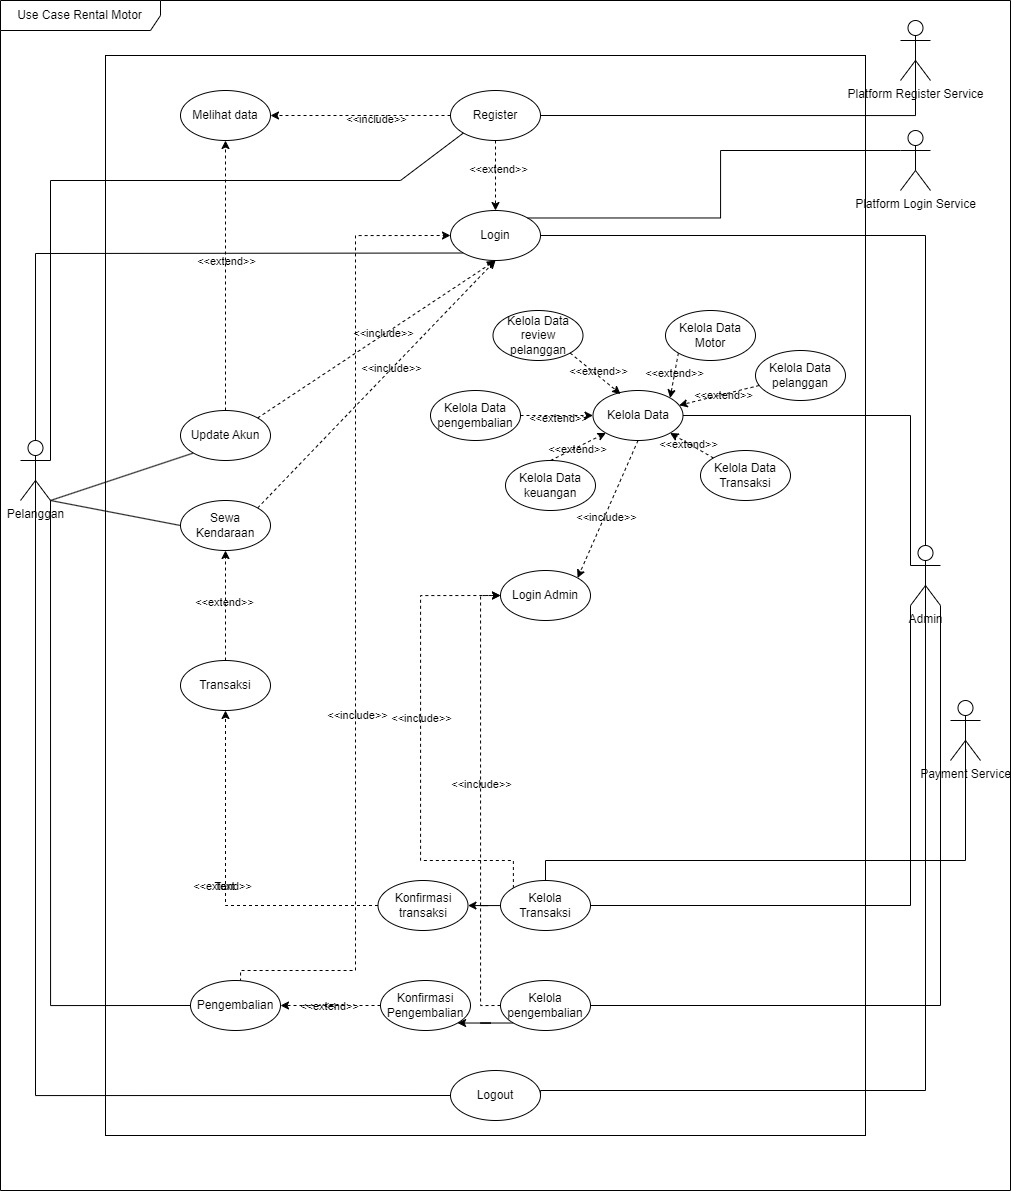 Use Case Rental Motor
Platform Register Service
Melihat data
<<include>>
Register
<<extend>>
Platform Login Service
Login
<<extend>>
<<include>>
<<include>>
Kelola Data
review
pelanggan
Kelola Data
Motor
Kelola Data
pelanggan
<<extend>>
<<extend>>
<<extend>>
Kelola Data
pengembalian
<<extend>>
Kelola Data
Update Akun
<<extend>>
<<extend>>
Kelola Data
keuangan
Kelola Data
Transaksi
Pelanggan
Sewa
Kendaraan
<<include>>
<<extend>>
Login Admin
Admin
Transaksi
<<include>>
<<include>>
Payment Service
<<include>>
<<extend>>
Text
Konfirmasi
transaksi
Kelola
Transaksi
Pengembalian
<<extend>>
Konfirmasi
Pengembalian
Kelola
pengembalian
Logout